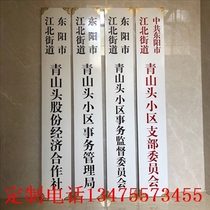 东阳市
江北街道
青山头股份经济合作社
东阳市
江北街道
青山头小区事务管理局
东阳市
江北街道
青山头小区事务监督委员会
中共东阳市
江北街道
青山头小区支部委员会
定制电话13475573455